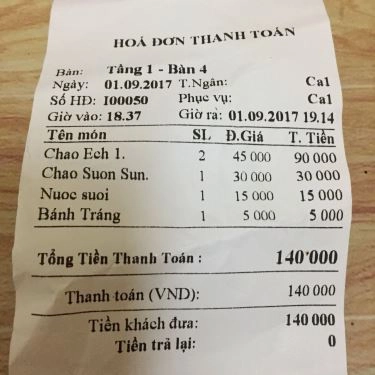 HOÁ ĐƠN THANH TOÁN
Bàn: Tầng 1 - Bàn 4
Ngày: 01.09.2017 T.Ngân: Ca1
Số HĐ: I00050 Phục vụ: Ca1
Giờ vào: 18.37 Giờ ra: 01.09.2017 19.14
Tên món SL Đ.Giá T. Tiền
Chao Ech 1. 2 45 000 90 000
Chao Suon Sun. 1 30 000 30 000
Nuoc suoi 1 15 000 15 000
Bánh Tráng 1 5 000 5 000
Tổng Tiền Thanh Toán : 140'000
Thanh toán (VND): 140 000
Tiền khách đưa: 140 000
Tiền trả lại: 0